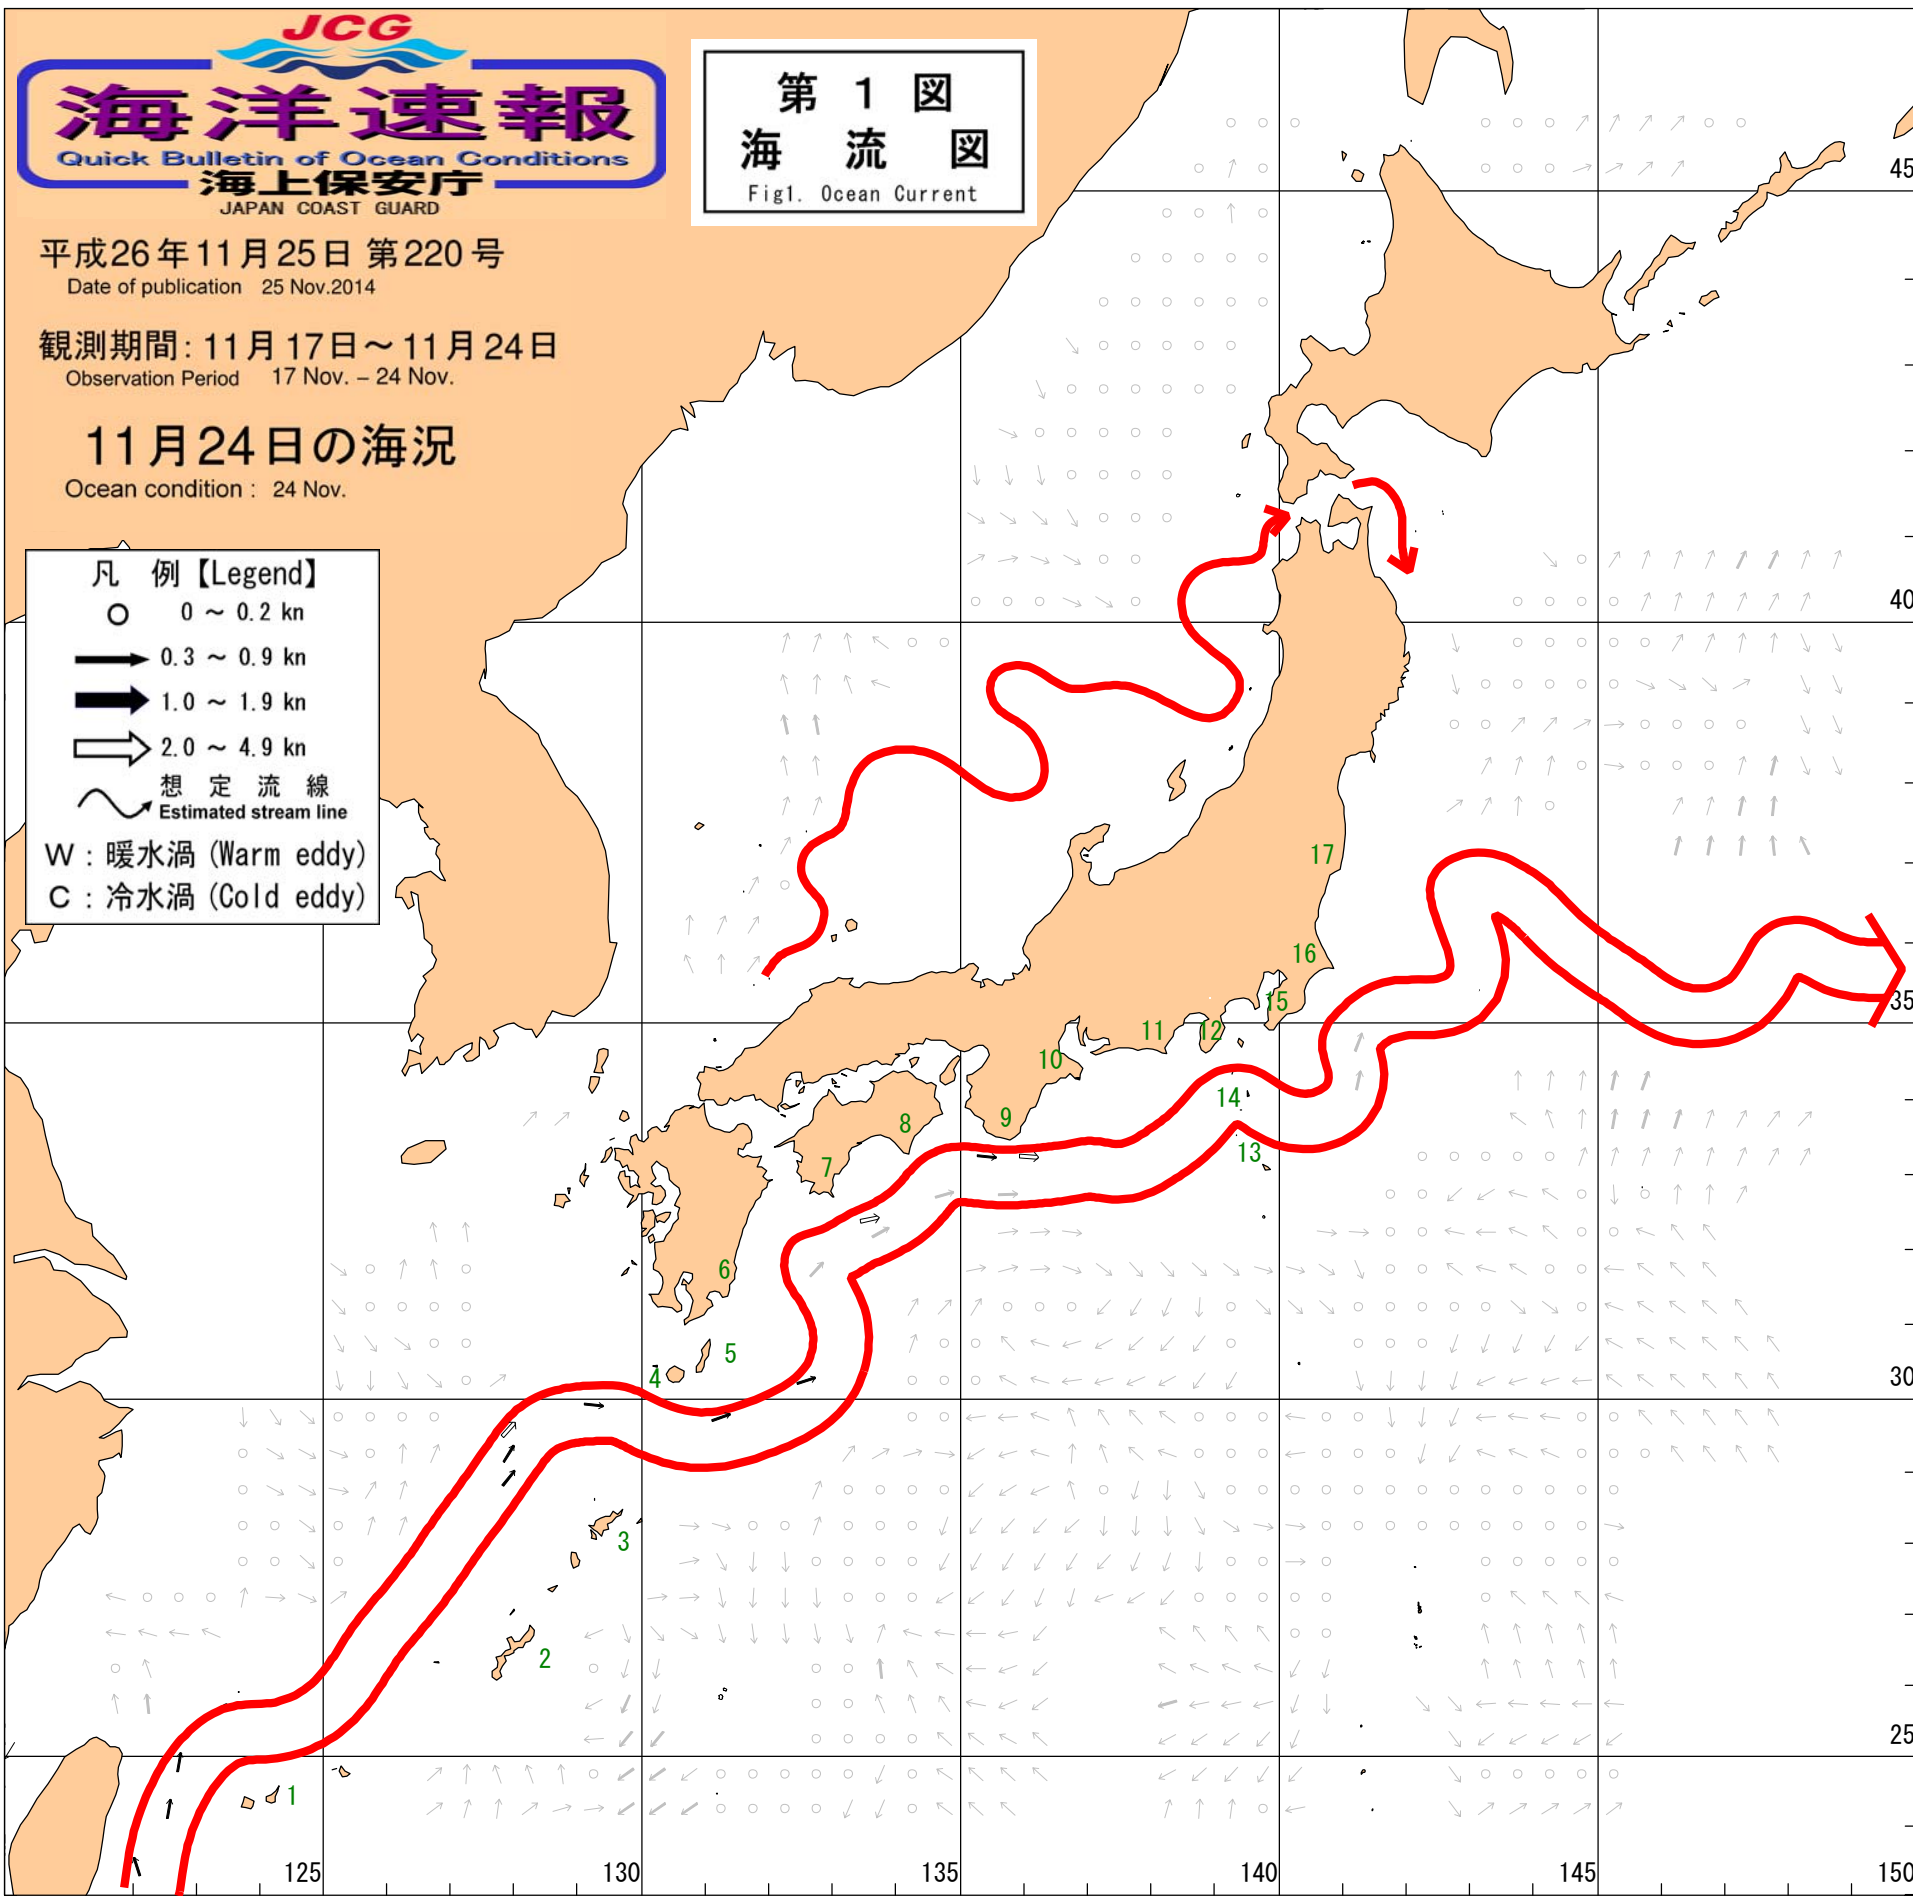 JCG
海洋速報
Quick Bulletin of Ocean Conditions
海上保安庁
JAPAN COAST GUARD
第 1 図
海 流 図
Fig1. Ocean Current
平成26年11月25日 第220号
Date of publication 25 Nov.2014
観測期間: 11月17日～11月24日
Observation Period 17 Nov. – 24 Nov.
11月24日の海況
Ocean condition : 24 Nov.
凡 例【Legend】
0 ～ 0.2 kn
0.3 ～ 0.9 kn
1.0 ～ 1.9 kn
2.0 ～ 4.9 kn
想 定 流 線
Estimated stream line
W : 暖水渦 (Warm eddy)
C : 冷水渦 (Cold eddy)
45
40
17
16
15
35
12
11
10
14
9
8
13
7
6
5
4
30
3
2
25
1
125
130
135
140
145
150